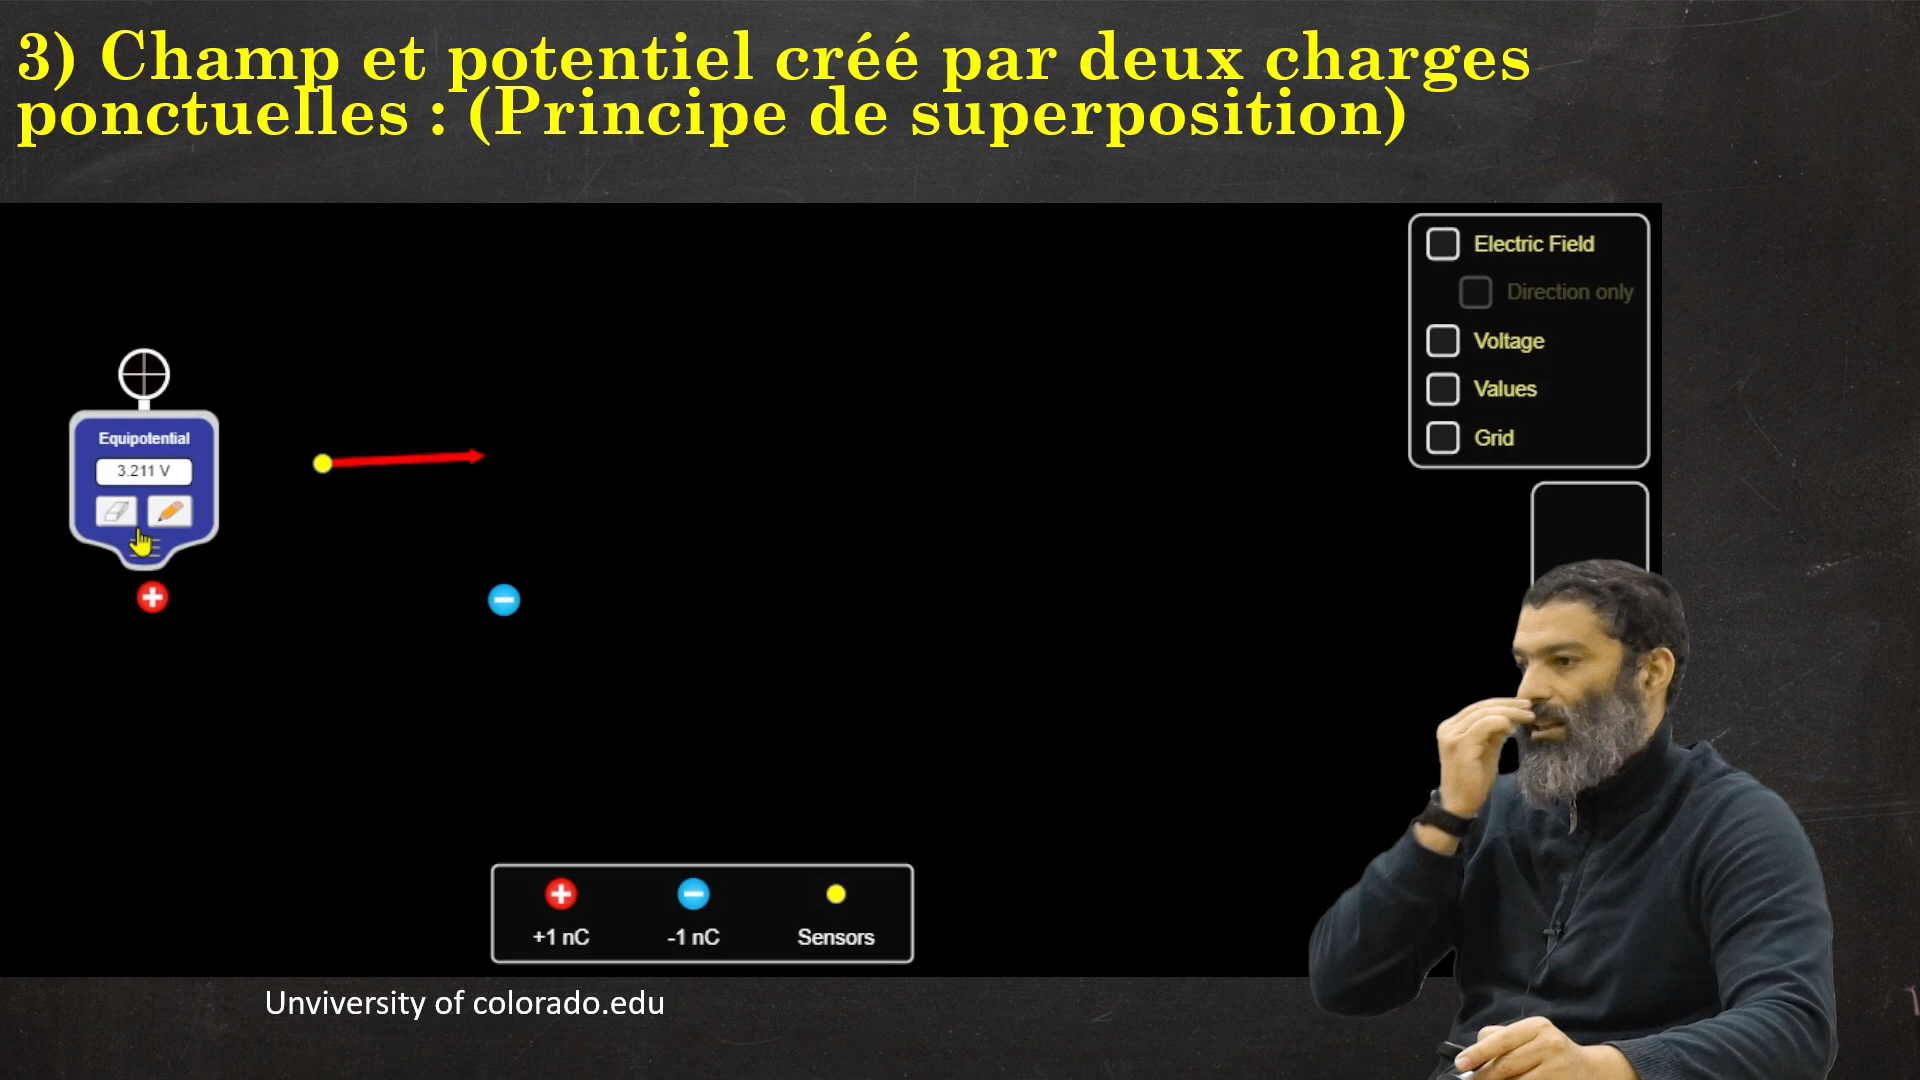 3) Champ et potentiel créé par deux charges
ponctuelles : (Principe de superposition)
Electric Field
Direction only
Voltage
Values
Grid
Equipotential
3.211 V
+1 nC
-1 nC
Sensors
Unviversity of colorado.edu